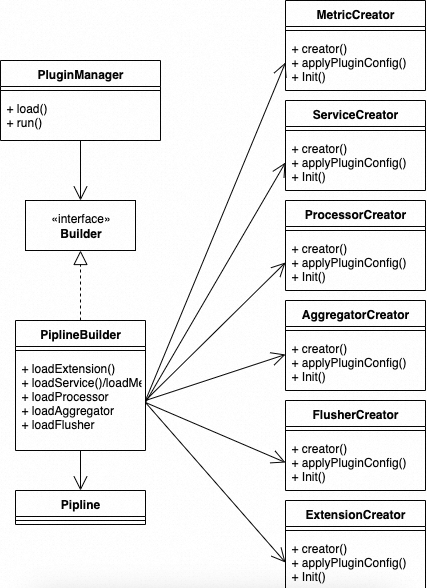 PluginManager
+ load()
+ run()
«interface»
Builder
PiplineBuilder
+ loadExtension()
+ loadService()/loadMe
+ loadProcessor
+ loadAggregator
+ loadFlusher
Pipline
MetricCreator
+ creator()
+ applyPluginConfig()
+ Init()
ServiceCreator
+ creator()
+ applyPluginConfig()
+ Init()
ProcessorCreator
+ creator()
+ applyPluginConfig()
+ Init()
AggregatorCreator
+ creator()
+ applyPluginConfig()
+ Init()
FlusherCreator
+ creator()
+ applyPluginConfig()
+ Init()
ExtensionCreator
+ creator()
+ applyPluginConfig()
+ Init()